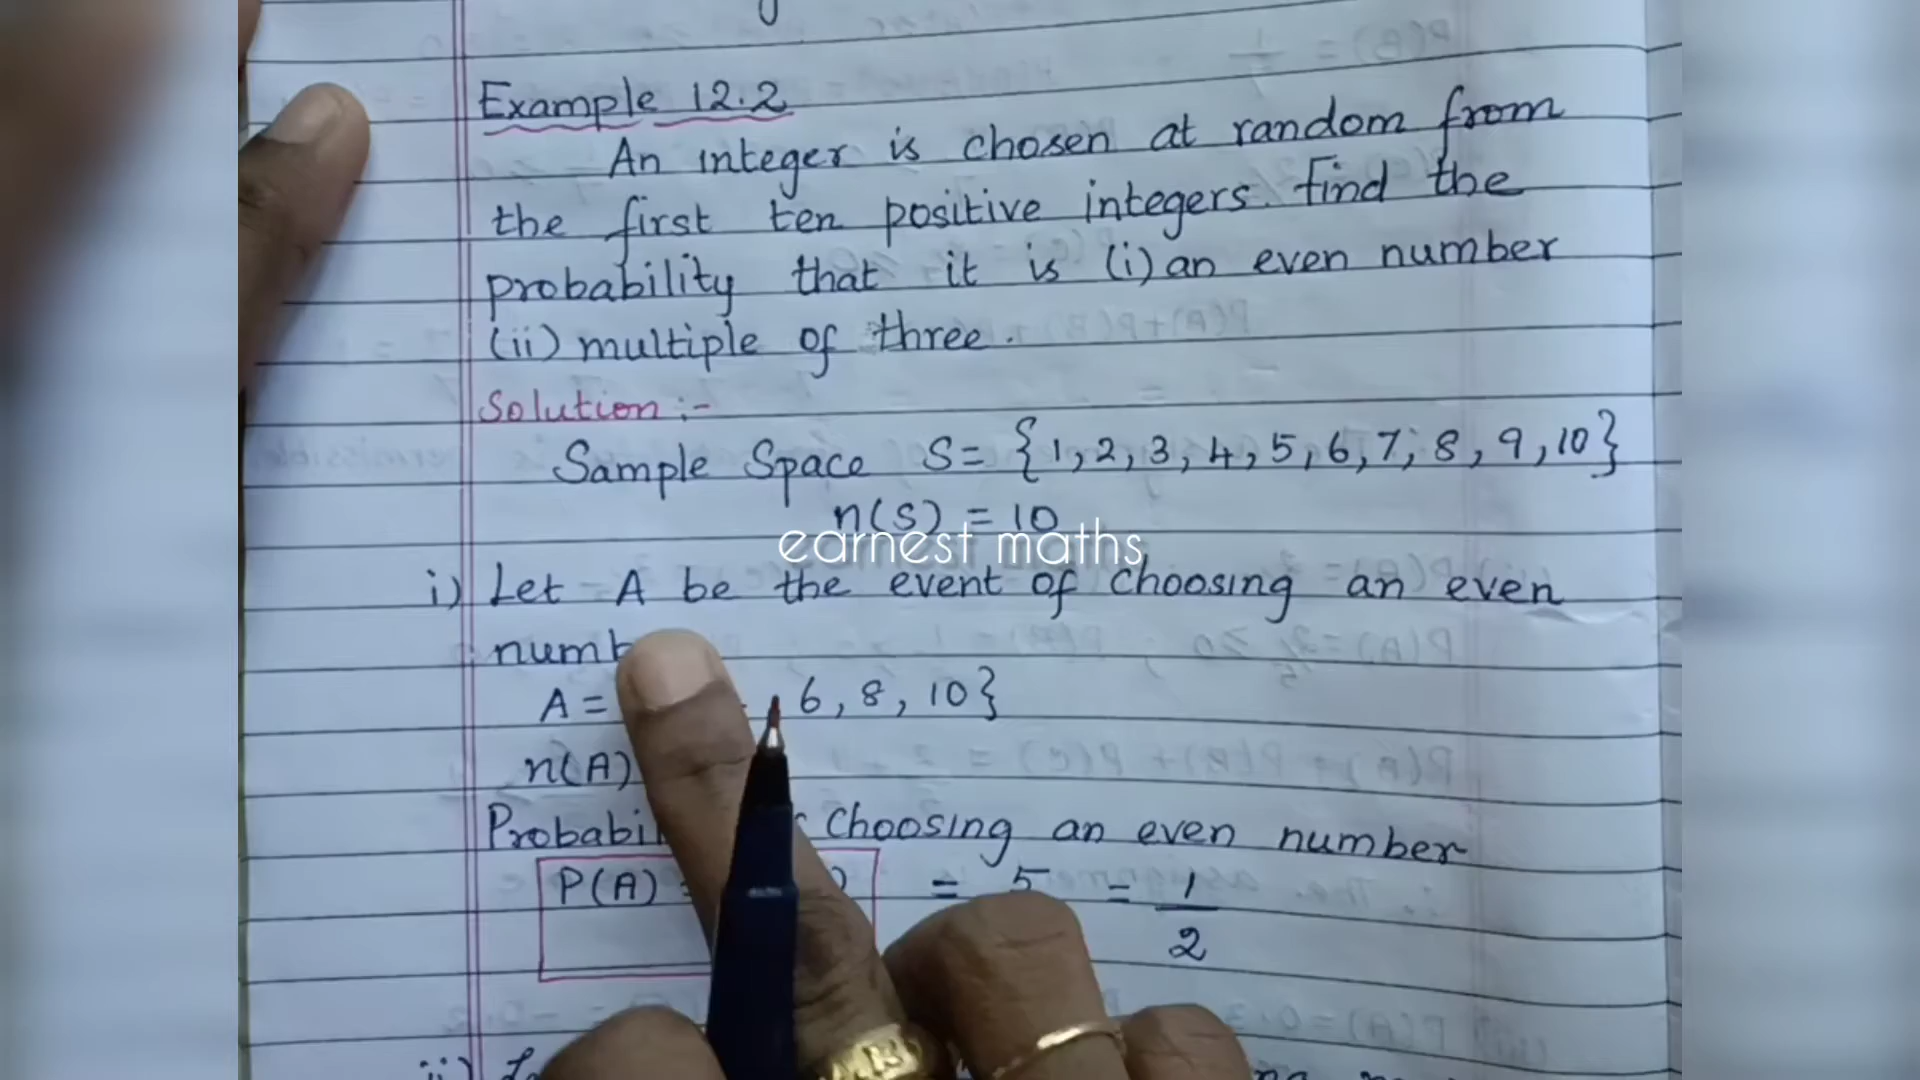 Example 12.2
An integer is chosen at random from
the first ten positive integers. Find the
probability that it is (i) an even number
(ii) multiple of three.
Solution :-
Sample Space S = {1, 2, 3, 4, 5, 6, 7, 8, 9, 10}
n(S) = 10
earnest maths
i) Let A be the event of choosing an even
numb
A = 6, 8, 10}
n(A)
Probabi choosing an even number
P(A) = ) = 5 = 1/2
ii)